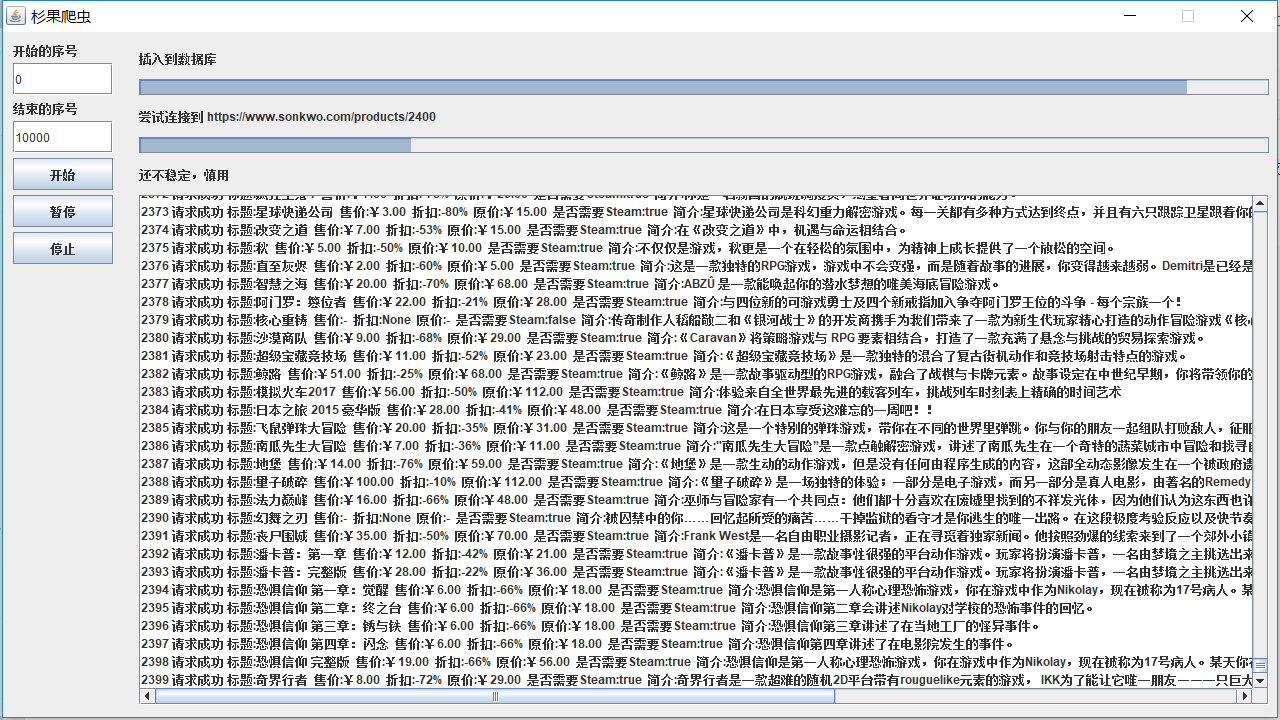 杉果爬虫
开始的序号
0
结束的序号
10000
开始
暂停
停止
插入到数据库
尝试连接到 https://www.sonkwo.com/products/2400
还不稳定，慎用
2373 请求成功 标题:星球快递公司 售价:￥3.00 折扣:-80% 原价:￥15.00 是否需要Steam:true 简介:星球快递公司是科幻重力解密游戏。每一关都有多种方式达到终点，并且有六只跟踪卫星跟着你的
2374 请求成功 标题:改变之道 售价:￥7.00 折扣:-53% 原价:￥15.00 是否需要Steam:true 简介:在《改变之道》中，机遇与命运相结合。
2375 请求成功 标题:秋 售价:￥5.00 折扣:-50% 原价:￥10.00 是否需要Steam:true 简介:不仅仅是游戏，秋更是一个在轻松的氛围中，为精神上成长提供了一个放松的空间。
2376 请求成功 标题:直至灰烬 售价:￥2.00 折扣:-60% 原价:￥5.00 是否需要Steam:true 简介:这是一款独特的RPG游戏，游戏中不会变强，而是随着故事的进展，你变得越来越弱。Demitri是已经是
2377 请求成功 标题:智慧之海 售价:￥20.00 折扣:-70% 原价:￥68.00 是否需要Steam:true 简介:ABZÛ 是一款能唤起你的潜水梦想的唯美海底冒险游戏。
2378 请求成功 标题:阿门罗：篡位者 售价:￥22.00 折扣:-21% 原价:￥28.00 是否需要Steam:true 简介:与四位新的可游戏勇士及四个新戒指加入争夺阿门罗王位的斗争 - 每个宗族一个！
2379 请求成功 标题:核心重铸 售价:- 折扣:None 原价:- 是否需要Steam:false 简介:传奇制作人稻船敬二和《银河战士》的开发商携手为我们带来了一款为新生代玩家精心打造的动作冒险游戏《核心
2380 请求成功 标题:沙漠商队 售价:￥9.00 折扣:-68% 原价:￥29.00 是否需要Steam:true 简介:《Caravan》将策略游戏与 RPG 要素相结合，打造了一款充满了悬念与挑战的贸易探索游戏。
2381 请求成功 标题:超级宝藏竞技场 售价:￥11.00 折扣:-52% 原价:￥23.00 是否需要Steam:true 简介:《超级宝藏竞技场》是一款独特的混合了复古街机动作和竞技场射击特点的游戏。
2382 请求成功 标题:鲸路 售价:￥51.00 折扣:-25% 原价:￥68.00 是否需要Steam:true 简介:《鲸路》是一款故事驱动型的RPG游戏，融合了战棋与卡牌元素。故事设定在中世纪早期，你将带领你的
2383 请求成功 标题:模拟火车2017 售价:￥56.00 折扣:-50% 原价:￥112.00 是否需要Steam:true 简介:体验来自全世界最先进的载客列车，挑战列车时刻表上精确的时间艺术
2384 请求成功 标题:日本之旅 2015 豪华版 售价:￥28.00 折扣:-41% 原价:￥48.00 是否需要Steam:true 简介:在日本享受这难忘的一周吧！！
2385 请求成功 标题:飞鼠弹珠大冒险 售价:￥20.00 折扣:-35% 原价:￥31.00 是否需要Steam:true 简介:这是一个特别的弹珠游戏，带你在不同的世界里弹跳。你与你的朋友一起组队打败敌人，征服
2386 请求成功 标题:南瓜先生大冒险 售价:￥7.00 折扣:-36% 原价:￥11.00 是否需要Steam:true 简介:"南瓜先生大冒险"是一款点触解密游戏，讲述了南瓜先生在一个奇特的蔬菜城市中冒险和找寻自
2387 请求成功 标题:地堡 售价:￥14.00 折扣:-76% 原价:￥59.00 是否需要Steam:true 简介:《地堡》是一款生动的动作游戏，但是没有任何由程序生成的内容，这部全动态影像发生在一个被政府遗
2388 请求成功 标题:量子破碎 售价:￥100.00 折扣:-10% 原价:￥112.00 是否需要Steam:true 简介:《量子破碎》是一场独特的体验；一部分是电子游戏，而另一部分是真人电影，由著名的Remedy
2389 请求成功 标题:法力巅峰 售价:￥16.00 折扣:-66% 原价:￥48.00 是否需要Steam:true 简介:巫师与冒险家有一个共同点：他们都十分喜欢在废墟里找到的不祥发光体，因为他们认为这东西也许
2390 请求成功 标题:幻舞之刃 售价:- 折扣:None 原价:- 是否需要Steam:true 简介:被囚禁中的你……回忆起所受的痛苦……干掉监狱的看守才是你逃生的唯一出路。在这段极度考验反应以及快节奏
2391 请求成功 标题:丧尸围城 售价:￥35.00 折扣:-50% 原价:￥70.00 是否需要Steam:true 简介:Frank West是一名自由职业摄影记者，正在寻觅着独家新闻。他按照劲爆的线索来到了一个郊外小镇
2392 请求成功 标题:潘卡普：第一章 售价:￥12.00 折扣:-42% 原价:￥21.00 是否需要Steam:true 简介:《潘卡普》是一款故事性很强的平台动作游戏。玩家将扮演潘卡普，一名由梦境之主挑选出来
2393 请求成功 标题:潘卡普：完整版 售价:￥28.00 折扣:-22% 原价:￥36.00 是否需要Steam:true 简介:《潘卡普》是一款故事性很强的平台动作游戏。玩家将扮演潘卡普，一名由梦境之主挑选出来
2394 请求成功 标题:恐惧信仰 第一章：觉醒 售价:￥6.00 折扣:-66% 原价:￥18.00 是否需要Steam:true 简介:恐惧信仰是第一人称心理恐怖游戏，你在游戏中作为Nikolay，现在被称为17号病人。某
2395 请求成功 标题:恐惧信仰 第二章：终之台 售价:￥6.00 折扣:-66% 原价:￥18.00 是否需要Steam:true 简介:恐惧信仰第二章会讲述Nikolay对学校的恐怖事件的回忆。
2396 请求成功 标题:恐惧信仰 第三章：锈与铗 售价:￥6.00 折扣:-66% 原价:￥18.00 是否需要Steam:true 简介:恐惧信仰第三章讲述了在当地工厂的怪异事件。
2397 请求成功 标题:恐惧信仰 第四章：闪念 售价:￥6.00 折扣:-66% 原价:￥18.00 是否需要Steam:true 简介:恐惧信仰第四章讲述了在电影院发生的事件。
2398 请求成功 标题:恐惧信仰 完整版 售价:￥19.00 折扣:-66% 原价:￥56.00 是否需要Steam:true 简介:恐惧信仰是第一人称心理恐怖游戏，你在游戏中作为Nikolay，现在被称为17号病人。某天你在
2399 请求成功 标题:奇界行者 售价:￥8.00 折扣:-72% 原价:￥29.00 是否需要Steam:true 简介:奇界行者是一款超难的随机2D平台带有rouguelike元素的游戏， IKK为了能让它唯一朋友－－－只巨大